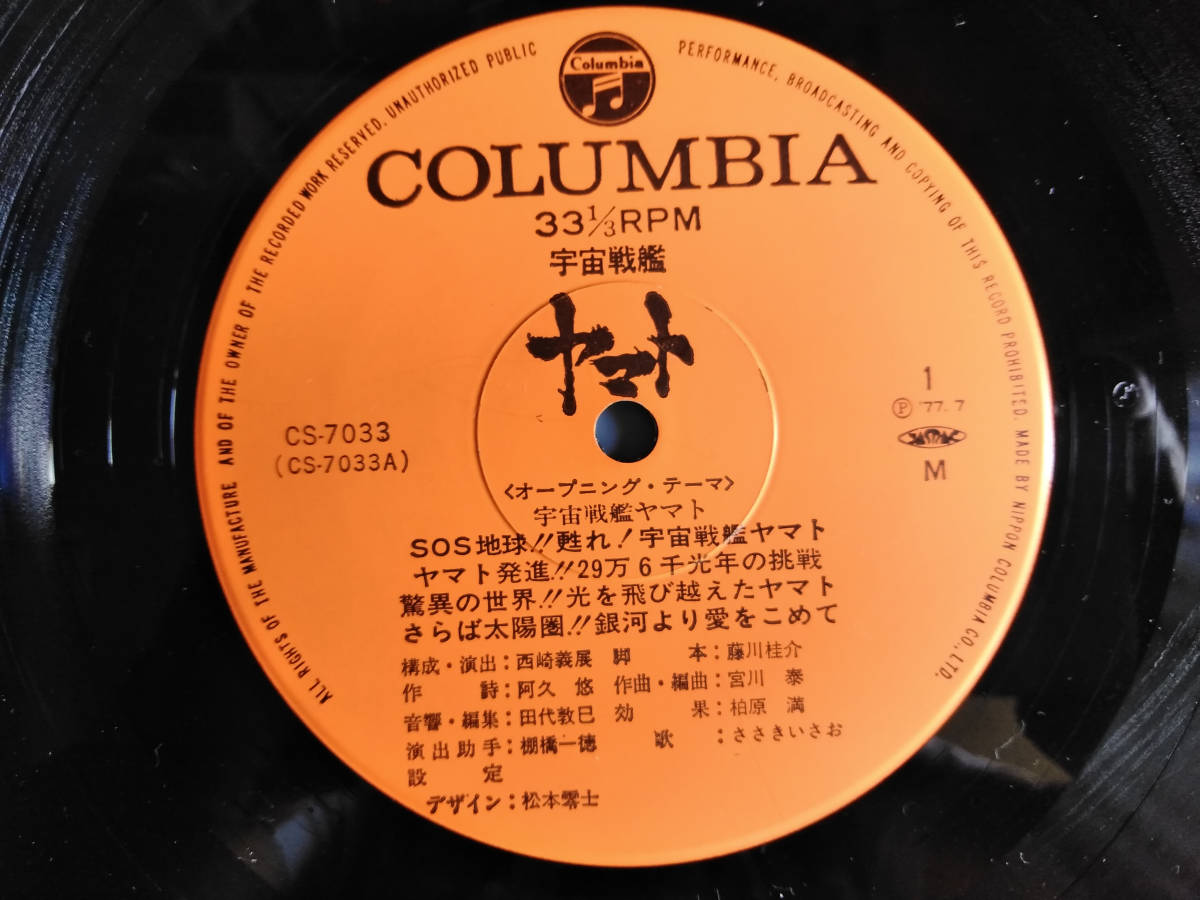 ALL RIGHTS OF THE MANUFACTURE AND OF THE OWNER OF THE RECORDED WORK RESERVED. UNAUTHORIZED PUBLIC PERFORMANCE, BROADCASTING AND COPYING OF THIS RECORD PROHIBITED. MADE BY NIPPON COLUMBIA CO., LTD.
Columbia
COLUMBIA
33 1/3 RPM
宇宙戦艦
ヤマト
CS-7033
(CS-7033A)
1
Ⓟ '77.7
M
〈オープニング・テーマ〉
宇宙戦艦ヤマト
SOS地球!!甦れ!宇宙戦艦ヤマト
ヤマト発進!!29万6千光年の挑戦
驚異の世界!!光を飛び越えたヤマト
さらば太陽圏!!銀河より愛をこめて
構成・演出:西崎義展 脚本:藤川桂介
作詩:阿久 悠 作曲・編曲:宮川 泰
音響・編集:田代敦巳 効果:柏原 満
演出助手:棚橋一徳 歌:ささきいさお
設定
デザイン:松本零士